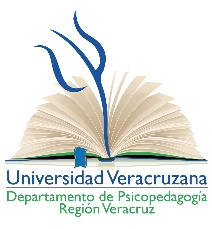 Universidad Veracruzana
Departamento de Psicopedagogía
Región Veracruz